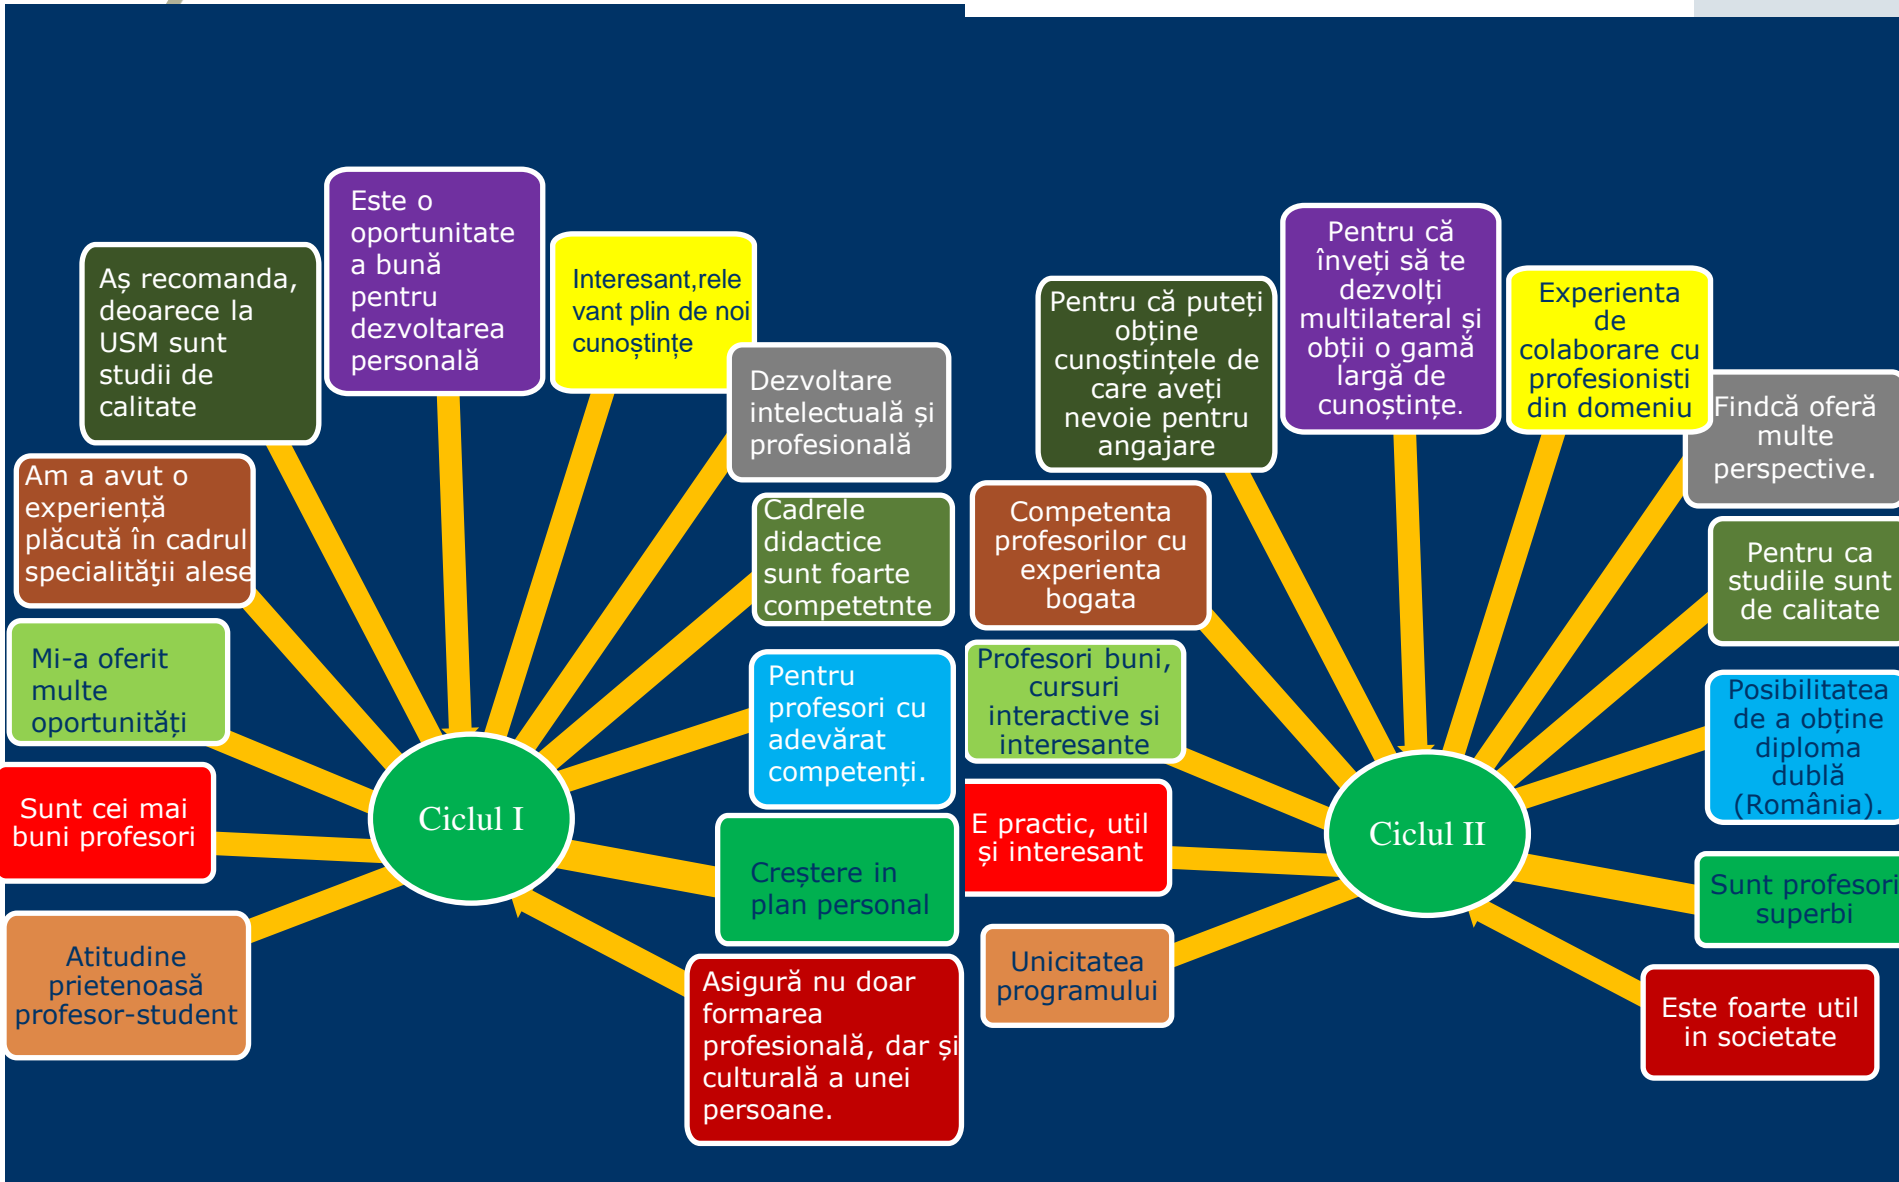 Este o
oportunitate
a bună
pentru
dezvoltarea
personală
Aș recomanda,
deoarece la
USM sunt
studii de
calitate
Interesant,rele
vant plin de noi
cunoștințe
Dezvoltare
intelectuală și
profesională
Am a avut o
experiență
plăcută în cadrul
specialităţii alese
Cadrele
didactice
sunt foarte
competetnte
Mi-a oferit
multe
oportunități
Pentru
profesori cu
adevărat
competenți.
Sunt cei mai
buni profesori
Ciclul I
Creștere in
plan personal
Atitudine
prietenoasă
profesor-student
Asigură nu doar
formarea
profesională, dar și
culturală a unei
persoane.
Pentru că
înveți să te
dezvolți
multilateral și
obții o gamă
largă de
cunoștințe.
Pentru că puteți
obține
cunoștințele de
care aveți
nevoie pentru
angajare
Experienta
de
colaborare cu
profesionisti
din domeniu
Findcă oferă
multe
perspective.
Competenta
profesorilor cu
experienta
bogata
Pentru ca
studiile sunt
de calitate
Profesori buni,
cursuri
interactive si
interesante
Posibilitatea
de a obține
diploma
dublă
(România).
E practic, util
și interesant
Ciclul II
Sunt profesori
superbi
Unicitatea
programului
Este foarte util
in societate